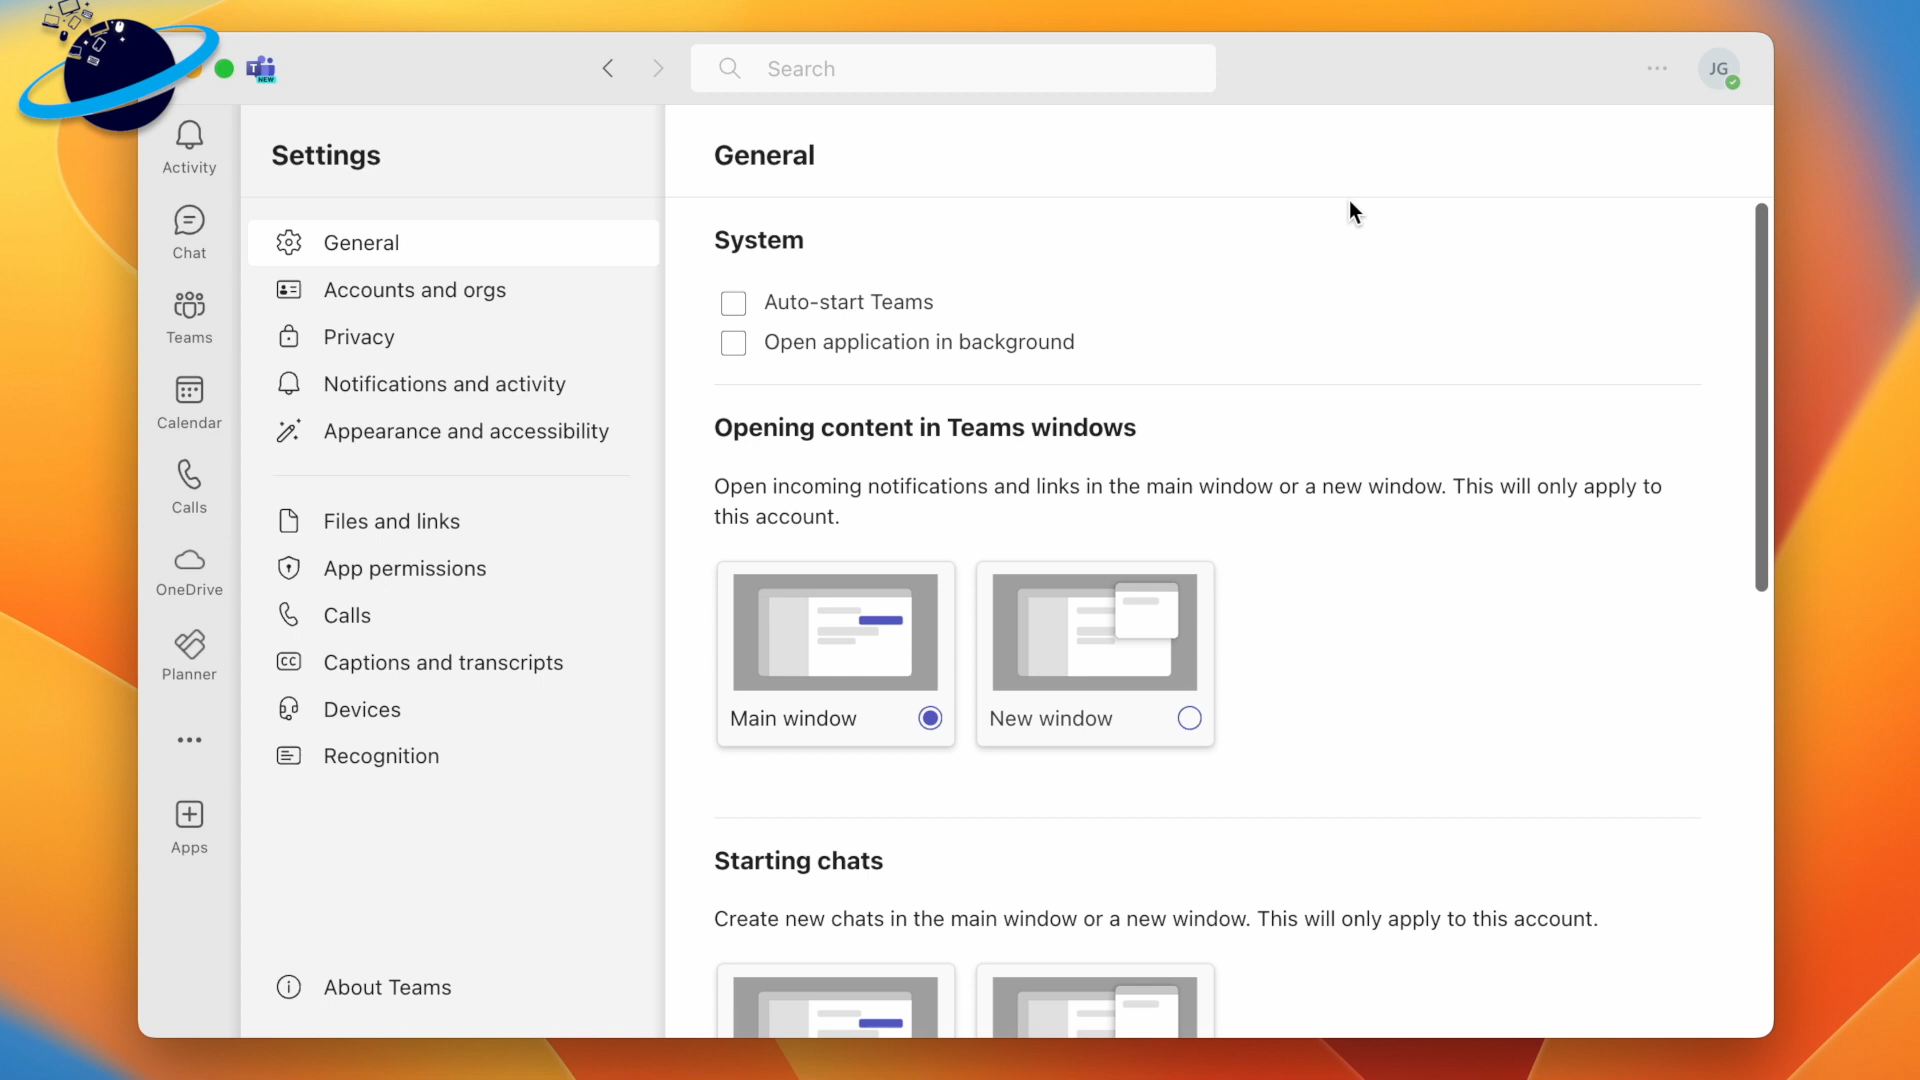 NEW
Search
JG
Activity
Chat
Teams
Calendar
Calls
OneDrive
Planner
Apps
Settings
General
Accounts and orgs
Privacy
Notifications and activity
Appearance and accessibility
Files and links
App permissions
Calls
CC
Captions and transcripts
Devices
Recognition
About Teams
General
System
Auto-start Teams
Open application in background
Opening content in Teams windows
Open incoming notifications and links in the main window or a new window. This will only apply to
this account.
Main window
New window
Starting chats
Create new chats in the main window or a new window. This will only apply to this account.